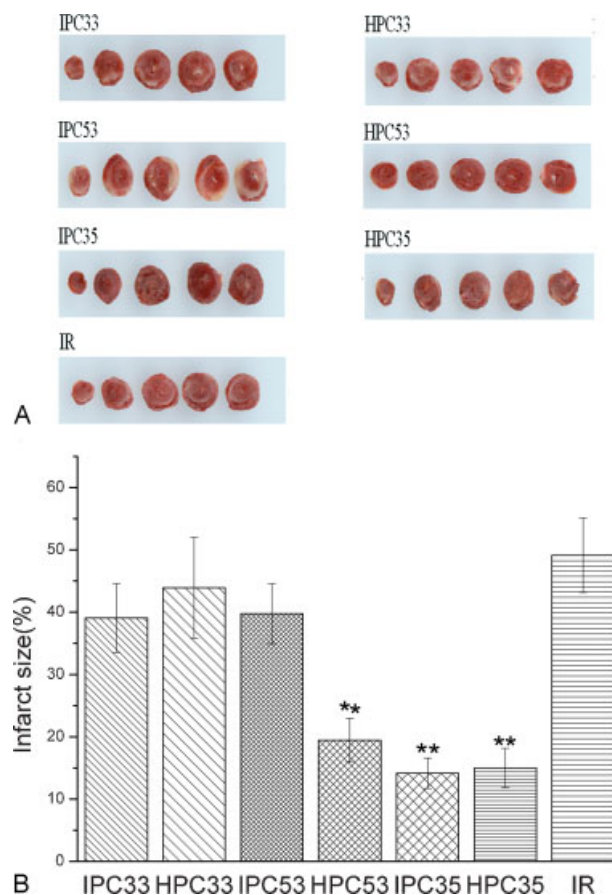 IPC33
HPC33
IPC53
HPC53
IPC35
HPC35
IR
A
60
50
40
30
20
10
0
Infarct size(%)
**
**
**
IPC33 HPC33 IPC53 HPC53 IPC35 HPC35 IR
B